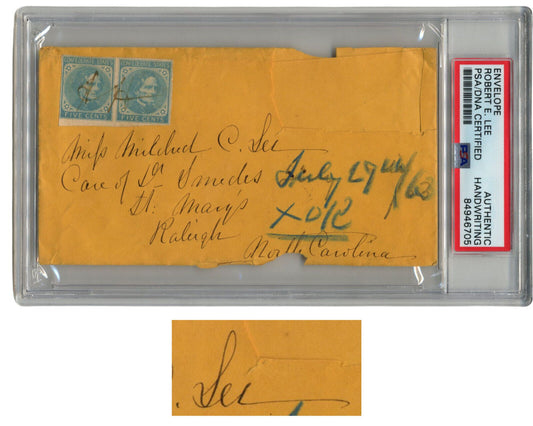 CONFEDERATE STATES
CONFEDERATE STATES
FIVE CENTS
FIVE CENTS
Miss Mildred C. Lee
Care of Dr Smedes
St. Marys
Raleigh
North Carolina
July 29th/63
X
ENVELOPE
ROBERT E. LEE
PSA/DNA CERTIFIED
PSA
AUTHENTIC
HANDWRITING
84946705
. Lee